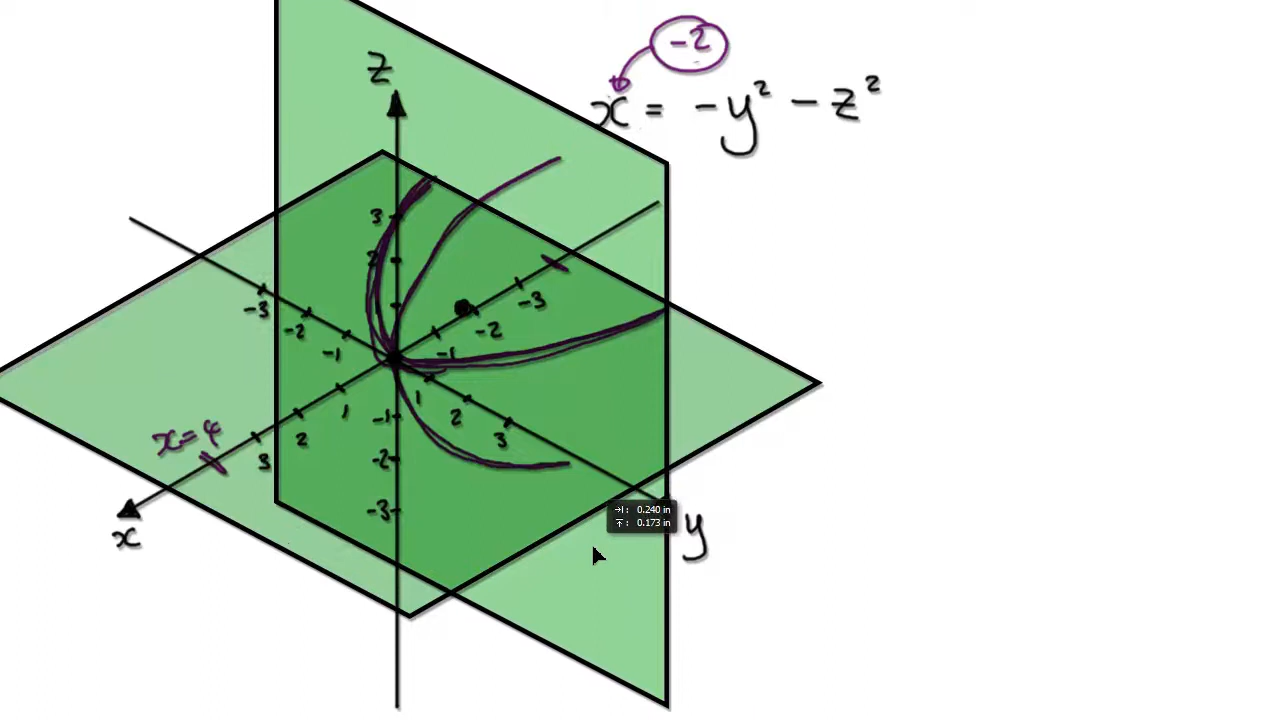 -2
x = -y² - z²
z
3
2
-3
-2
-1
-3
-2
-1
x=4
3
2
1
1
2
3
-1
-2
-3
x
y
→I: 0.240 in
0.173 in